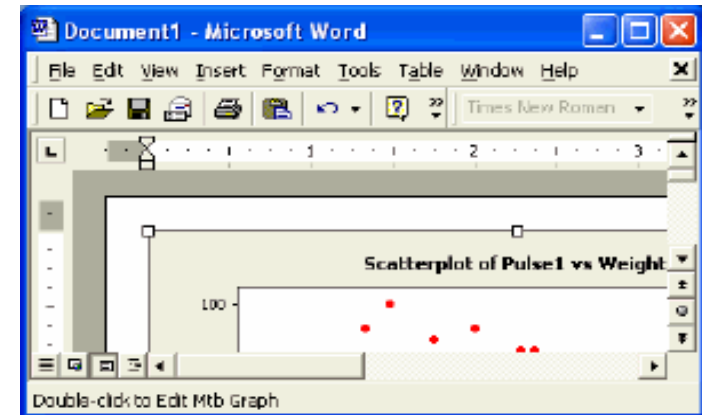 Document1 - Microsoft Word
File Edit View Insert Format Tools Table Window Help
Times New Roman
1 2 3
Scatterplot of Pulse1 vs Weight
100
Double-click to Edit Mtb Graph